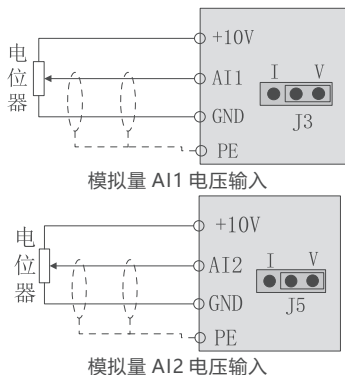 电位器
+10V
AI1
I V
GND
J3
PE
模拟量 AI1 电压输入
电位器
+10V
AI2
I V
GND
J5
PE
模拟量 AI2 电压输入